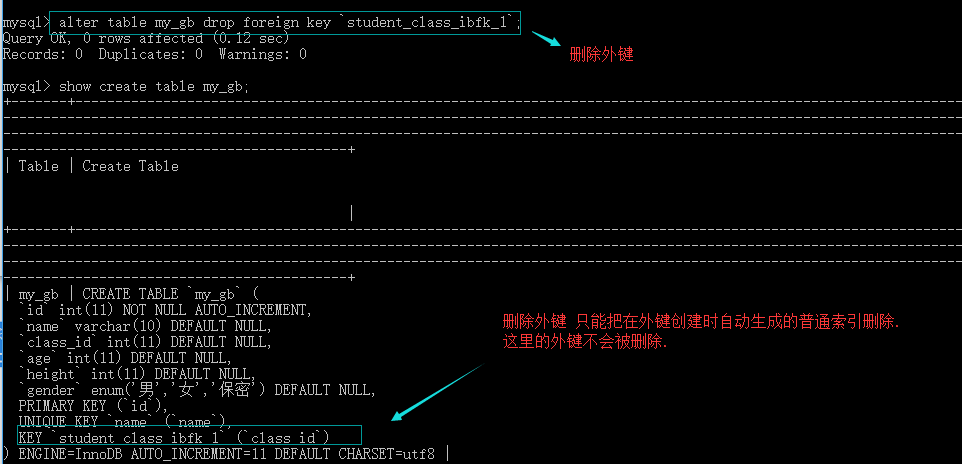 mysql> alter table my_gb drop foreign key `student_class_ibfk_1`;
Query OK, 0 rows affected (0.12 sec)
Records: 0  Duplicates: 0  Warnings: 0
删除外键
mysql> show create table my_gb;
| Table | Create Table
|
| my_gb | CREATE TABLE `my_gb` (
`id` int(11) NOT NULL AUTO_INCREMENT,
`name` varchar(10) DEFAULT NULL,
`class_id` int(11) DEFAULT NULL,
`age` int(11) DEFAULT NULL,
`height` int(11) DEFAULT NULL,
`gender` enum('男','女','保密') DEFAULT NULL,
PRIMARY KEY (`id`),
UNIQUE KEY `name` (`name`),
KEY `student_class_ibfk_1` (`class_id`)
) ENGINE=InnoDB AUTO_INCREMENT=11 DEFAULT CHARSET=utf8 |
删除外键 只能把在外键创建时自动生成的普通索引删除.
这里的外键不会被删除.